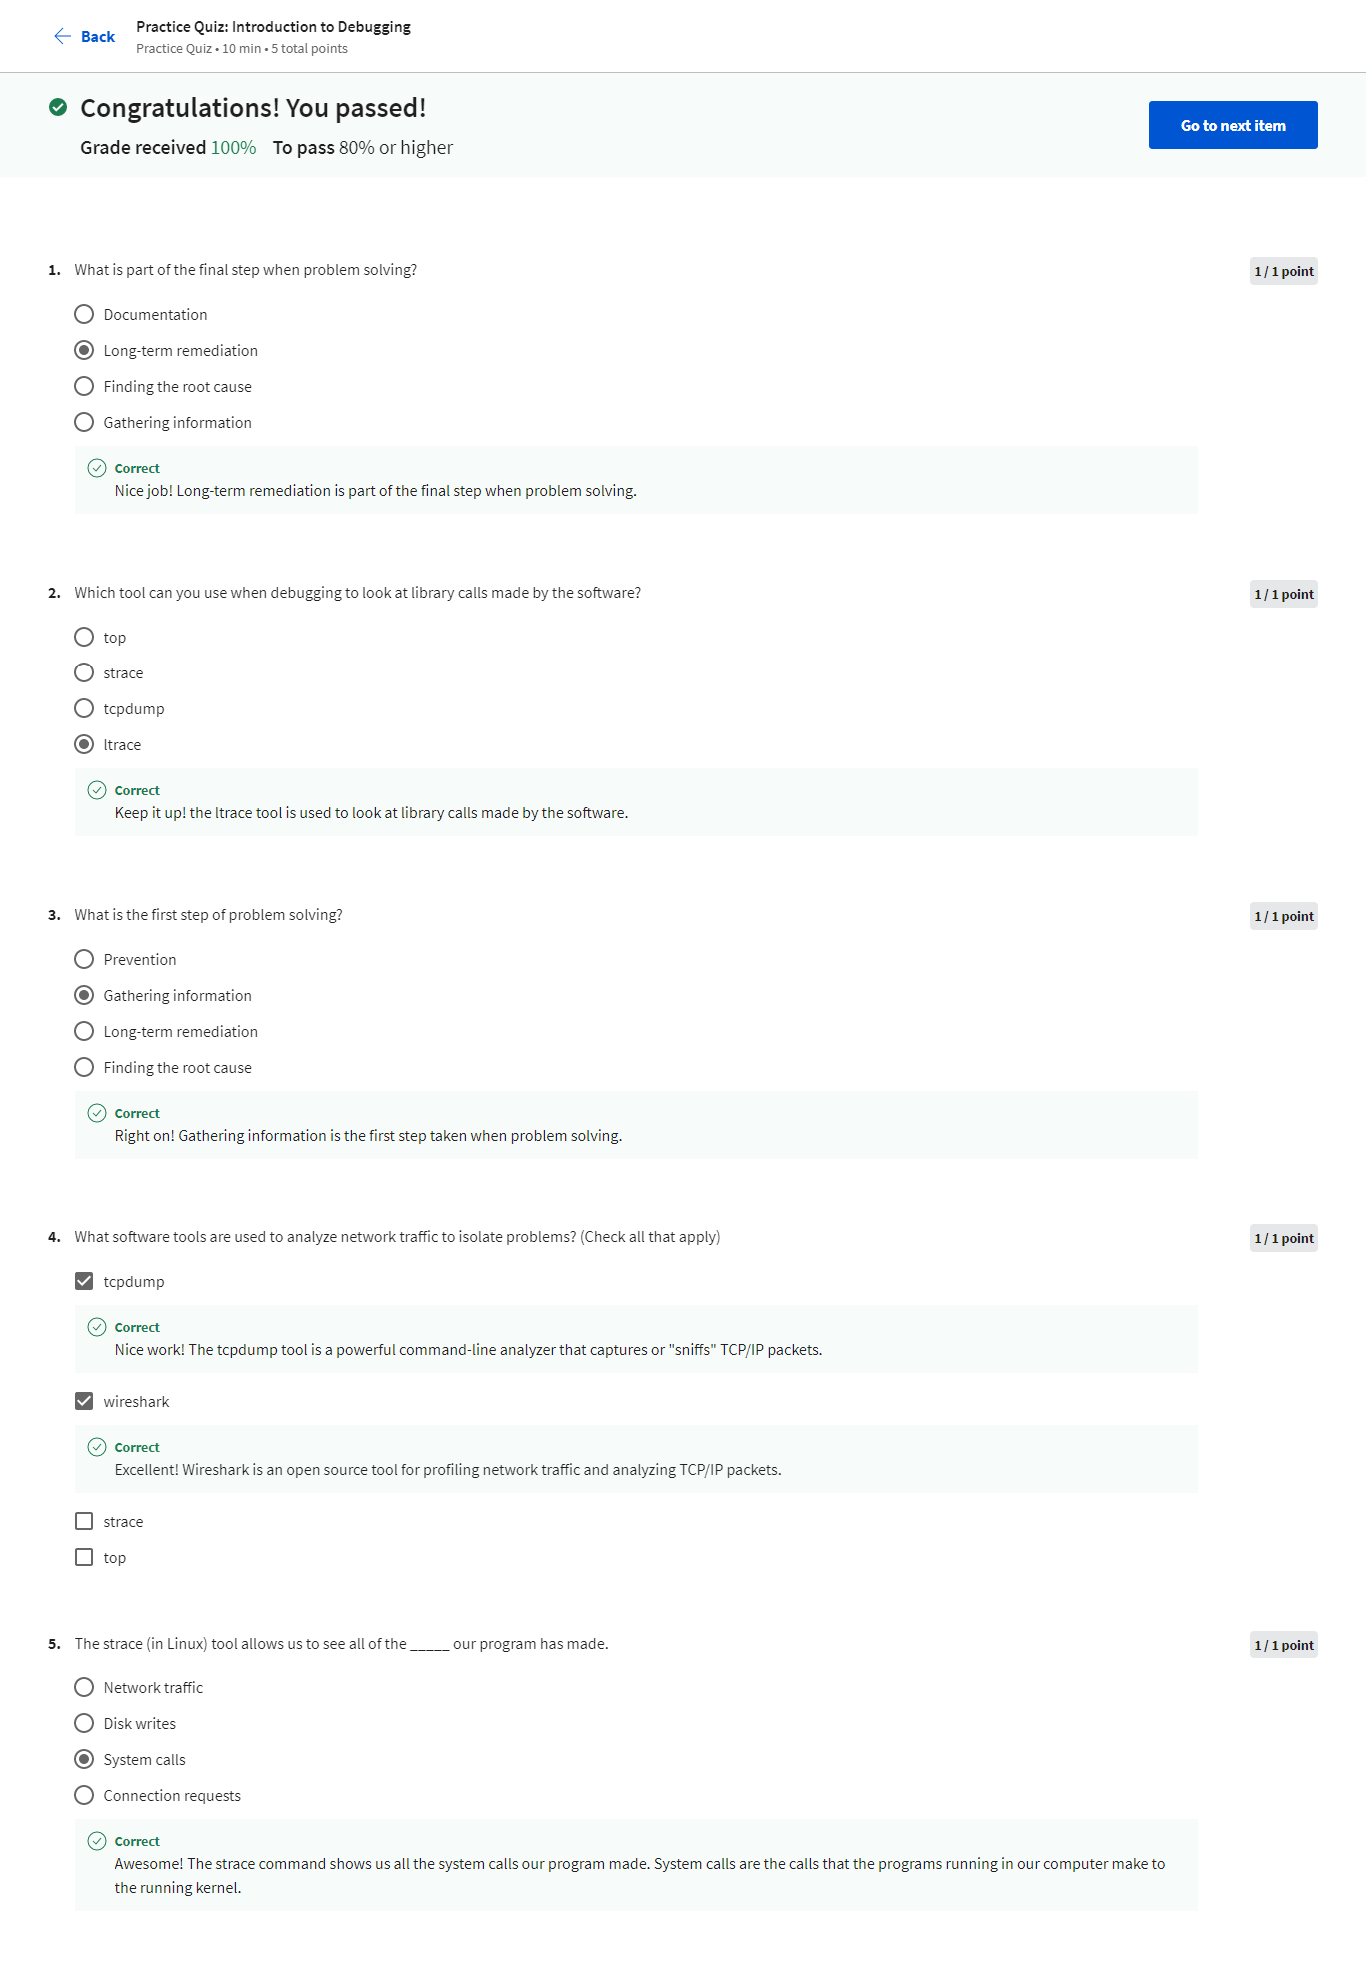 Back
Practice Quiz: Introduction to Debugging
Practice Quiz • 10 min • 5 total points
Congratulations! You passed!
Grade received 100% To pass 80% or higher
Go to next item
1. What is part of the final step when problem solving?
1 / 1 point
Documentation
Long-term remediation
Finding the root cause
Gathering information
Correct
Nice job! Long-term remediation is part of the final step when problem solving.
2. Which tool can you use when debugging to look at library calls made by the software?
1 / 1 point
top
strace
tcpdump
ltrace
Correct
Keep it up! the ltrace tool is used to look at library calls made by the software.
3. What is the first step of problem solving?
1 / 1 point
Prevention
Gathering information
Long-term remediation
Finding the root cause
Correct
Right on! Gathering information is the first step taken when problem solving.
4. What software tools are used to analyze network traffic to isolate problems? (Check all that apply)
1 / 1 point
tcpdump
Correct
Nice work! The tcpdump tool is a powerful command-line analyzer that captures or "sniffs" TCP/IP packets.
wireshark
Correct
Excellent! Wireshark is an open source tool for profiling network traffic and analyzing TCP/IP packets.
strace
top
5. The strace (in Linux) tool allows us to see all of the _____ our program has made.
1 / 1 point
Network traffic
Disk writes
System calls
Connection requests
Correct
Awesome! The strace command shows us all the system calls our program made. System calls are the calls that the programs running in our computer make to
the running kernel.